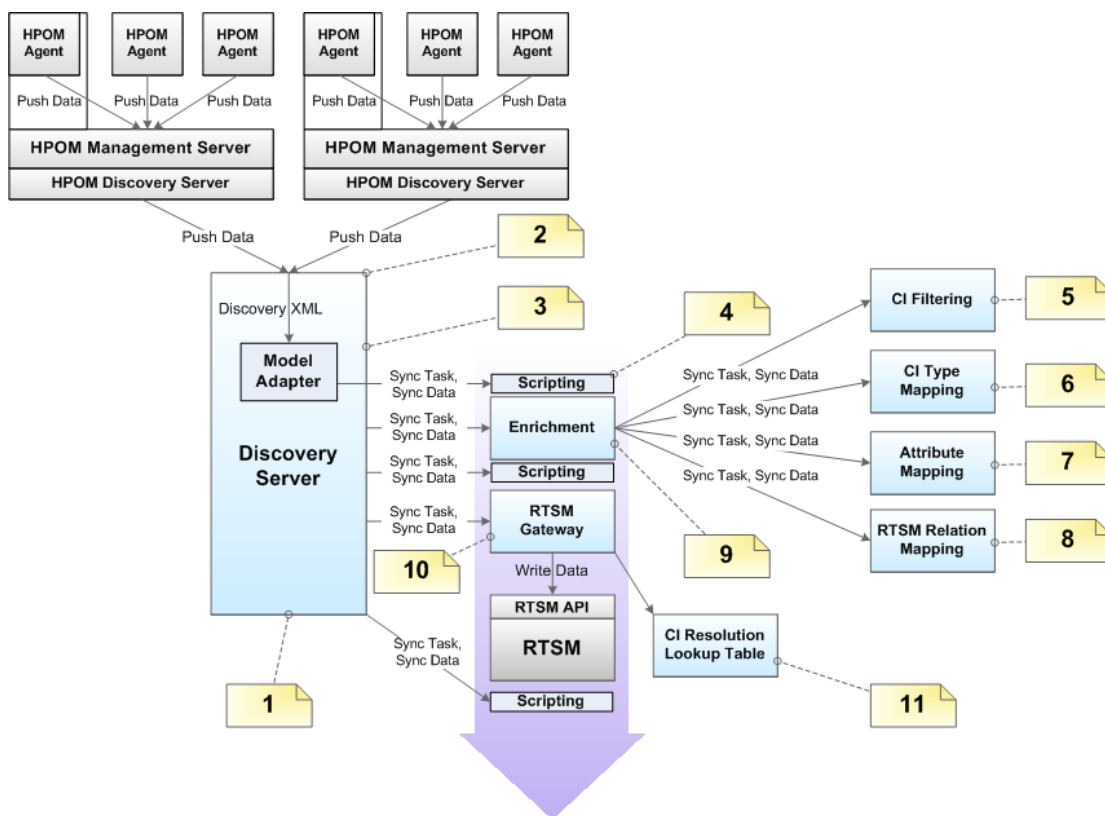 HPOM
Agent
HPOM
Agent
HPOM
Agent
HPOM
Agent
HPOM
Agent
HPOM
Agent
Push Data
Push Data
Push Data
Push Data
Push Data
Push Data
HPOM Management Server
HPOM Management Server
HPOM Discovery Server
HPOM Discovery Server
Push Data
Push Data
2
Discovery XML
3
4
CI Filtering
5
Model
Adapter
Sync Task,
Sync Data
Scripting
Sync Task, Sync Data
CI Type
Mapping
6
Sync Task,
Sync Data
Enrichment
Sync Task, Sync Data
Discovery
Server
Sync Task, Sync Data
Attribute
Mapping
7
Sync Task,
Sync Data
Scripting
Sync Task, Sync Data
Sync Task,
Sync Data
RTSM
Gateway
RTSM Relation
Mapping
8
9
10
Write Data
RTSM API
RTSM
CI Resolution
Lookup Table
Sync Task,
Sync Data
Scripting
1
11